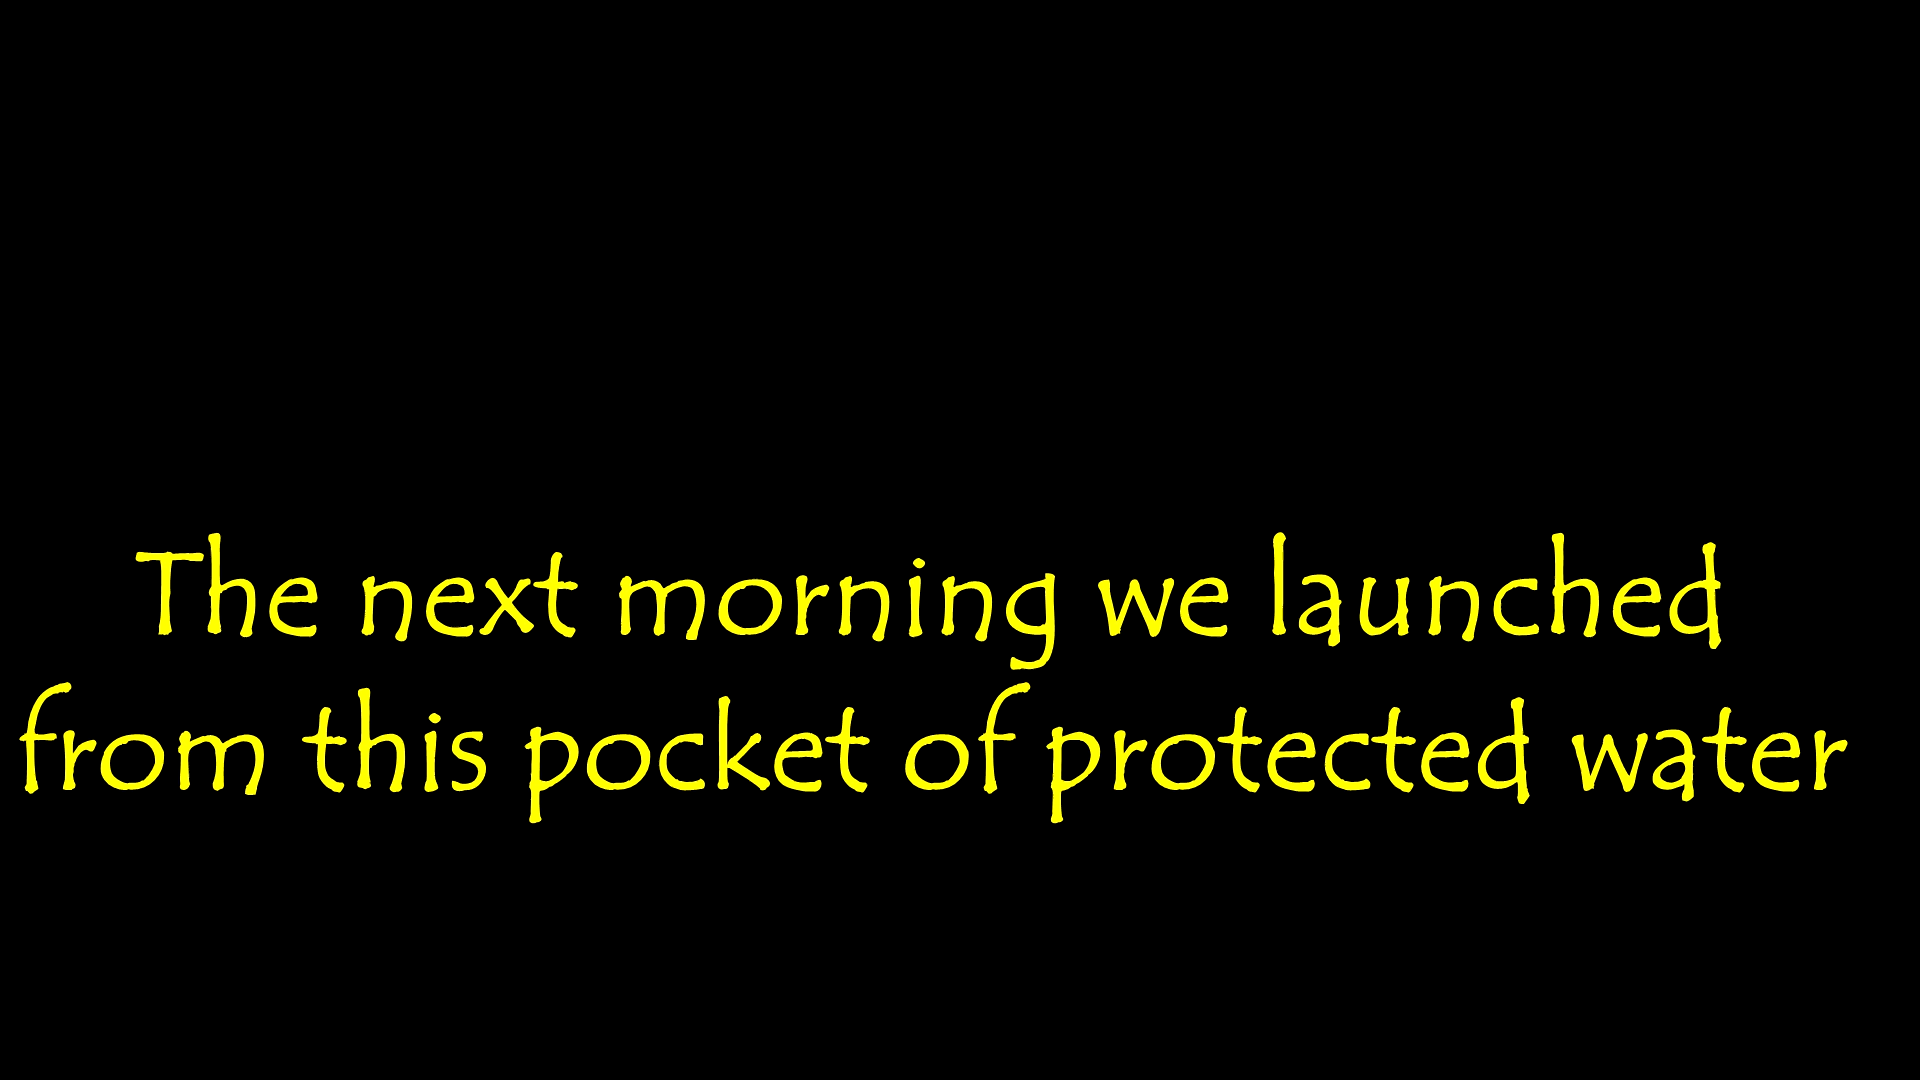 The next morning we launched
from this pocket of protected water